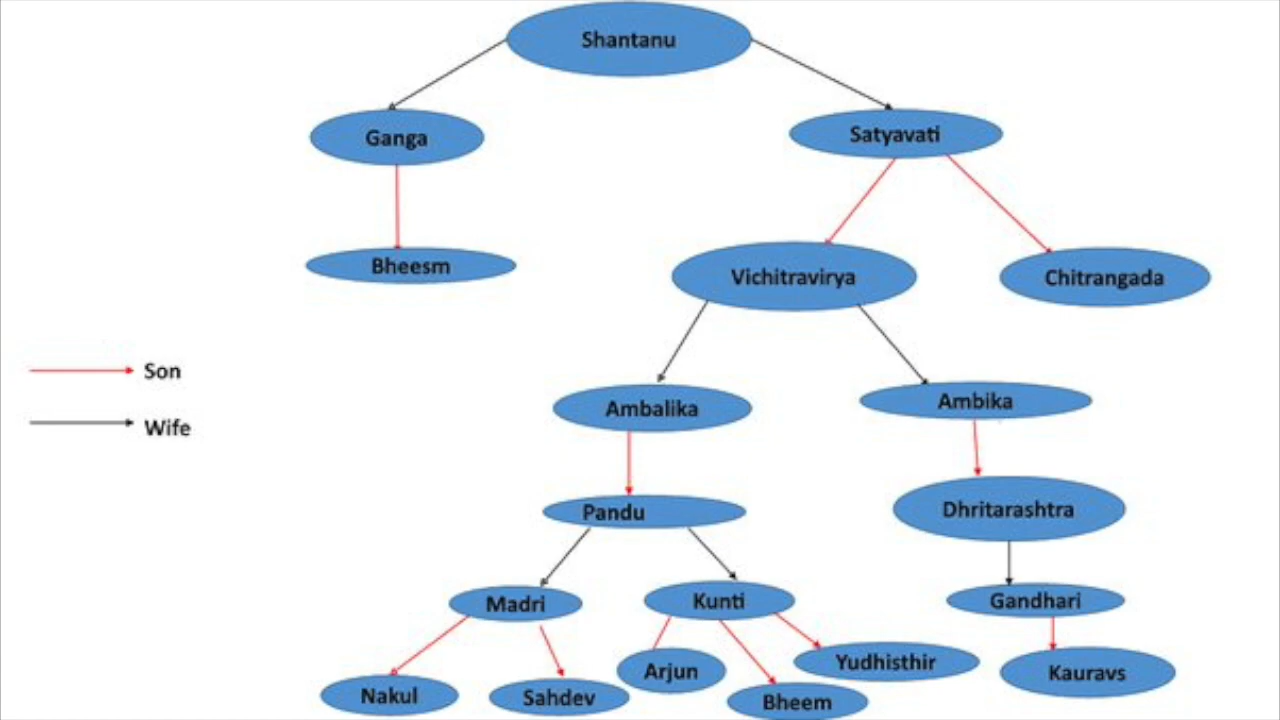 Shantanu
Ganga
Satyavati
Bheesm
Vichitravirya
Chitrangada
Son
Wife
Ambalika
Ambika
Pandu
Dhritarashtra
Madri
Kunti
Gandhari
Nakul
Sahdev
Arjun
Bheem
Yudhisthir
Kauravs